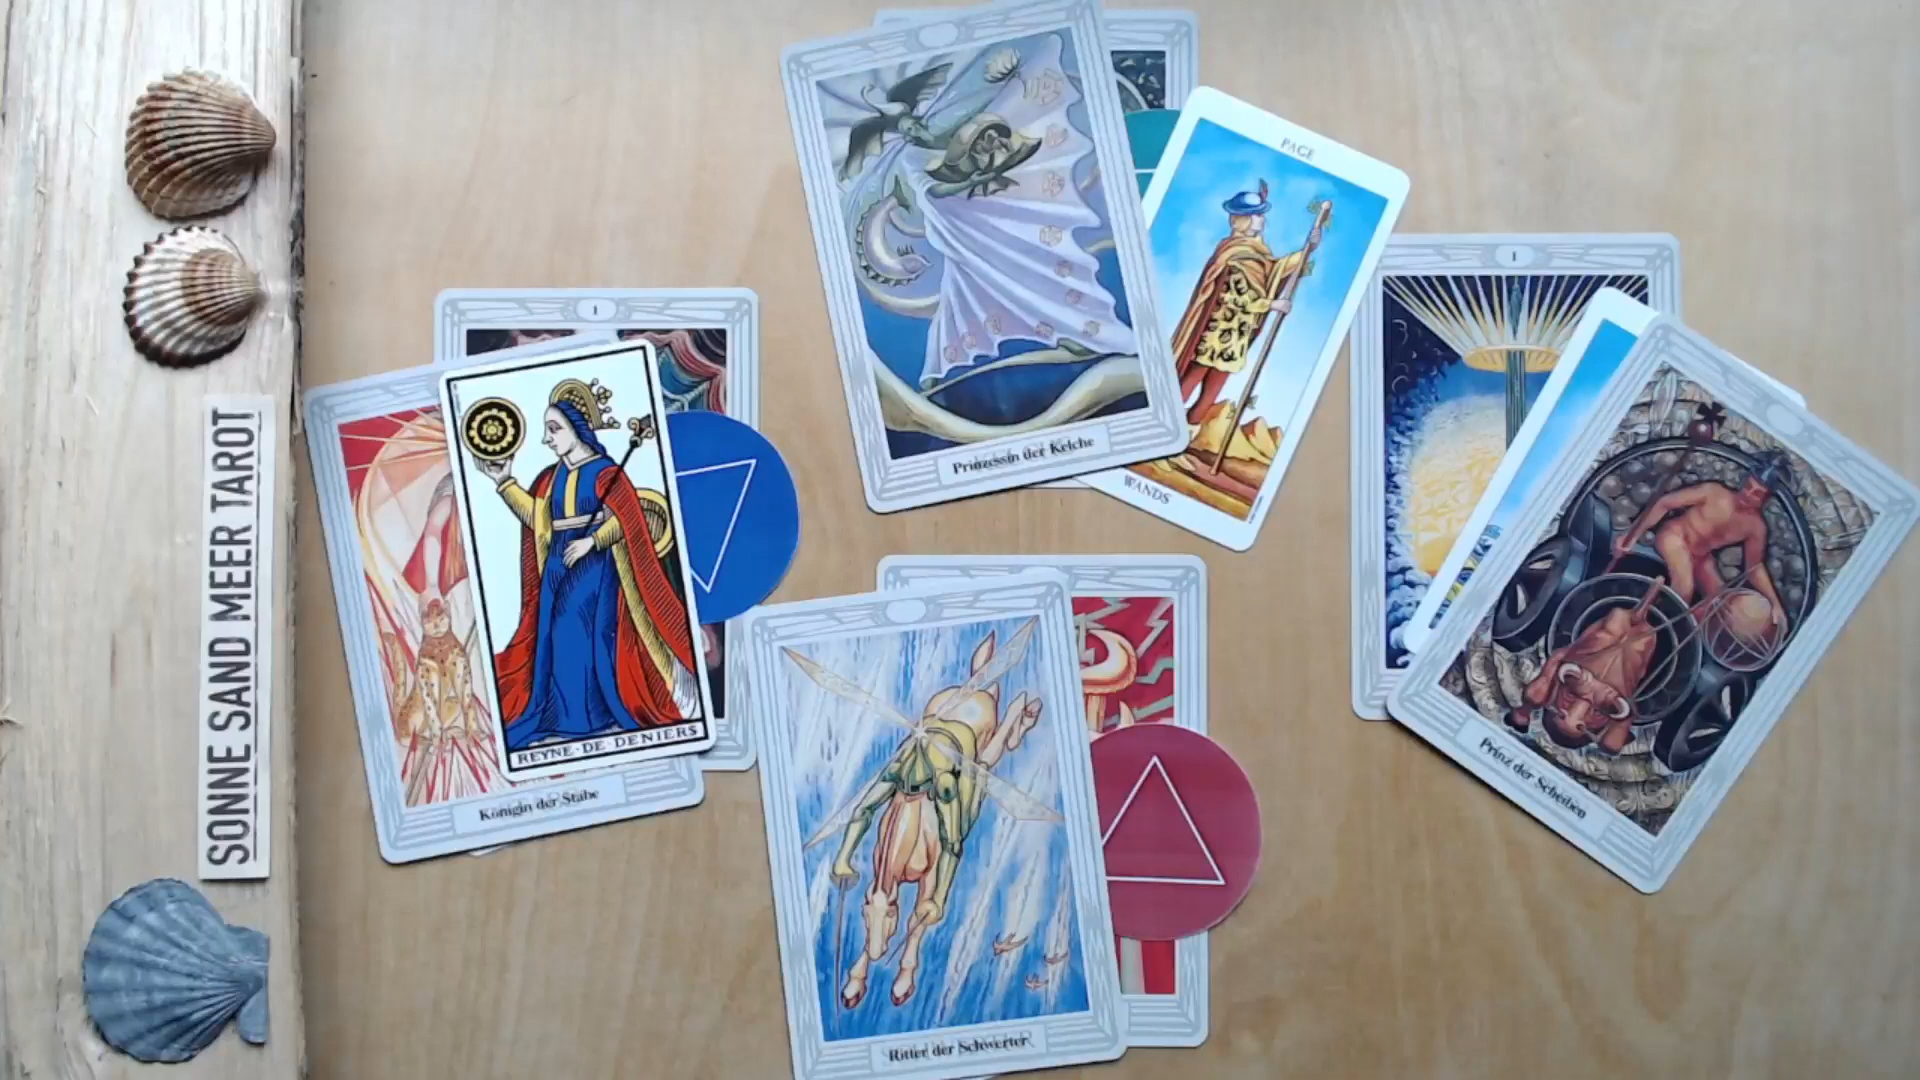 SONNE SAND MEER TAROT
I
REYNE·DE·DENIERS
Königin der Stäbe
Prinzessin der Kelche
PAGE
WANDS
Ritter der Schwerter
I
Prinz der Scheiben